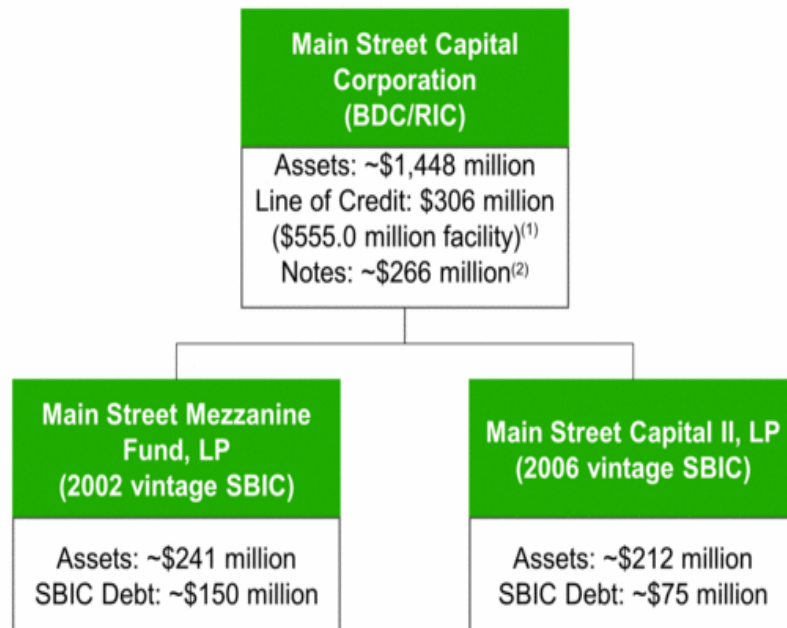 Main Street Capital
Corporation
(BDC/RIC)
Assets: ~$1,448 million
Line of Credit: $306 million
($555.0 million facility)(1)
Notes: ~$266 million(2)
Main Street Mezzanine
Fund, LP
(2002 vintage SBIC)
Assets: ~$241 million
SBIC Debt: ~$150 million
Main Street Capital II, LP
(2006 vintage SBIC)
Assets: ~$212 million
SBIC Debt: ~$75 million